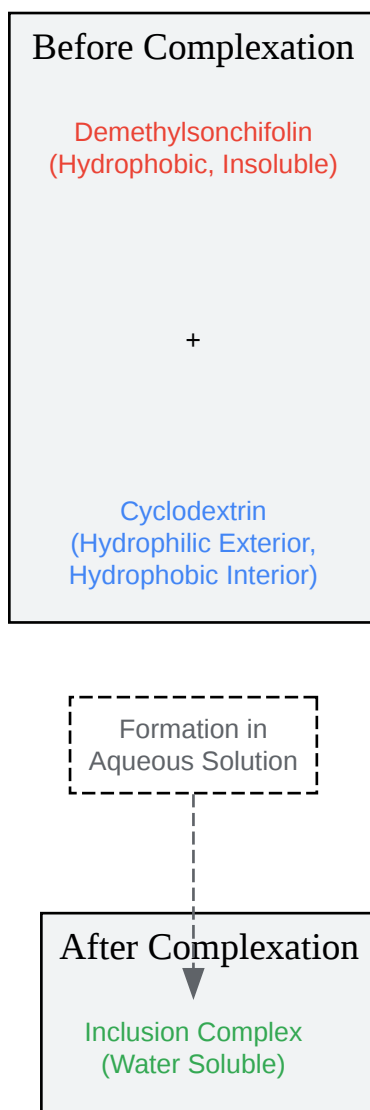 Before Complexation
Demethylsonchifolin
(Hydrophobic, Insoluble)
+
Cyclodextrin
(Hydrophilic Exterior,
Hydrophobic Interior)
Formation in
Aqueous Solution
After Complexation
Inclusion Complex
(Water Soluble)